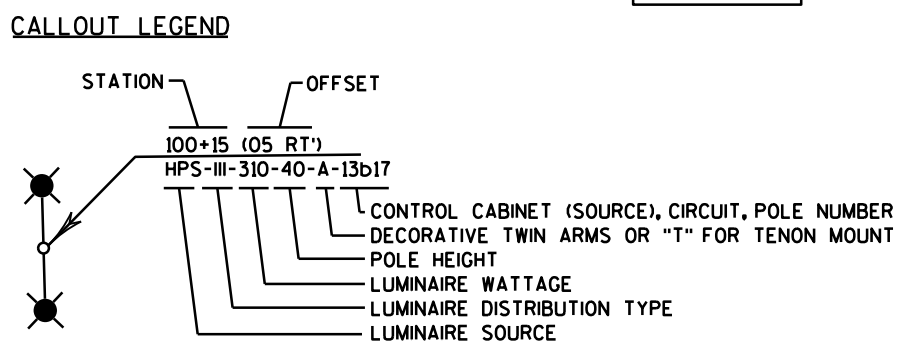 CALLOUT LEGEND
STATION
OFFSET
100+15 (05 RT')
HPS-III-310-40-A-13b17
CONTROL CABINET (SOURCE), CIRCUIT, POLE NUMBER
DECORATIVE TWIN ARMS OR "T" FOR TENON MOUNT
POLE HEIGHT
LUMINAIRE WATTAGE
LUMINAIRE DISTRIBUTION TYPE
LUMINAIRE SOURCE